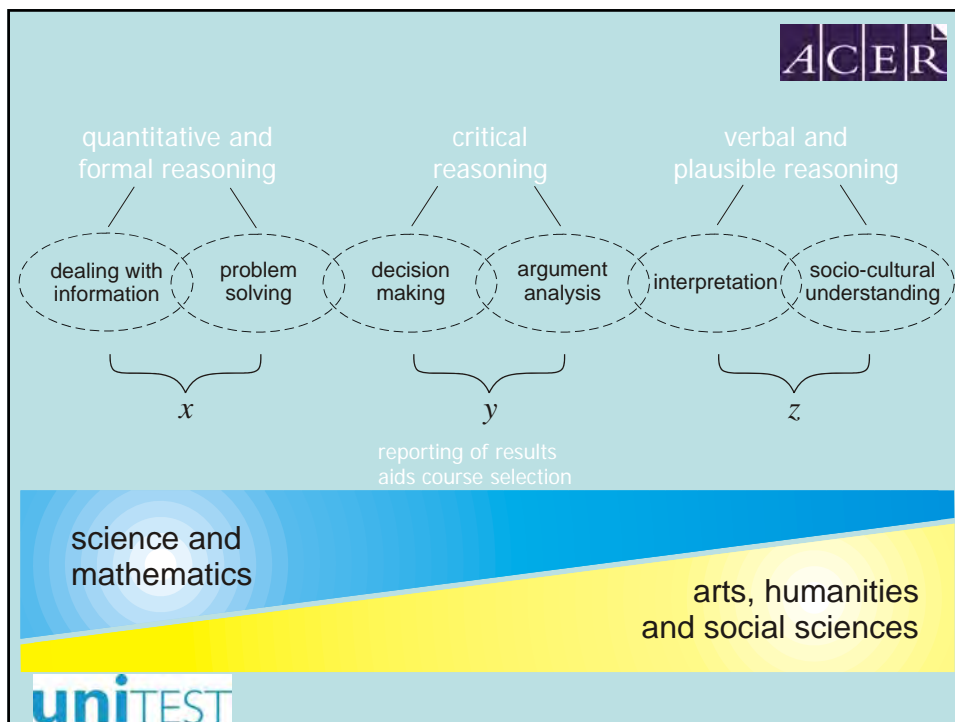 ACER
quantitative and
formal reasoning
critical
reasoning
verbal and
plausible reasoning
dealing with
information
problem
solving
decision
making
argument
analysis
interpretation
socio-cultural
understanding
x
y
z
reporting of results
aids course selection
science and
mathematics
arts, humanities
and social sciences
uniTEST